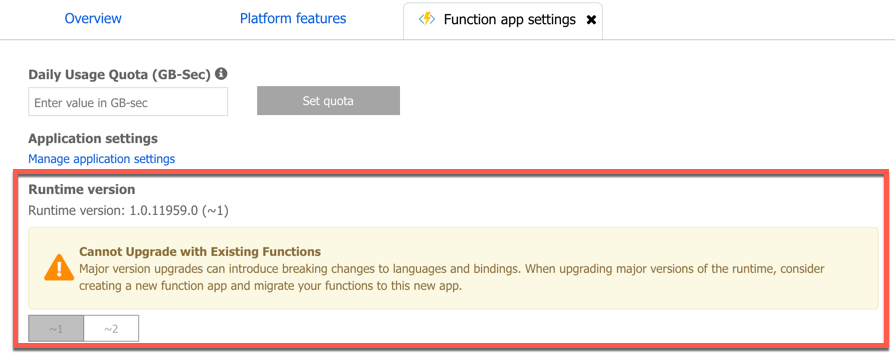 Overview Platform features Function app settings ✖
Daily Usage Quota (GB-Sec)
Enter value in GB-sec Set quota
Application settings
Manage application settings
Runtime version
Runtime version: 1.0.11959.0 (~1)
Cannot Upgrade with Existing Functions
Major version upgrades can introduce breaking changes to languages and bindings. When upgrading major versions of the runtime, consider
creating a new function app and migrate your functions to this new app.
~1 ~2